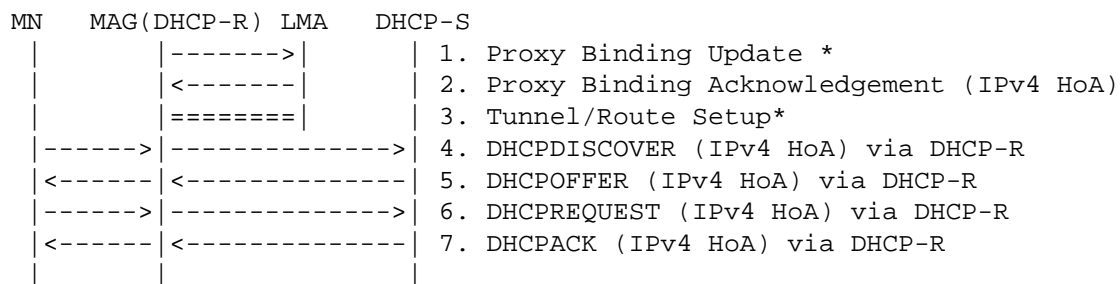 MN    MAG(DHCP-R) LMA    DHCP-S
|       |------->|       | 1. Proxy Binding Update *
|       |<-------|       | 2. Proxy Binding Acknowledgement (IPv4 HoA)
|       |========|       | 3. Tunnel/Route Setup*
|------>|--------------->| 4. DHCPDISCOVER (IPv4 HoA) via DHCP-R
|<------|<---------------| 5. DHCPOFFER (IPv4 HoA) via DHCP-R
|------>|--------------->| 6. DHCPREQUEST (IPv4 HoA) via DHCP-R
|<------|<---------------| 7. DHCPACK (IPv4 HoA) via DHCP-R
|       |                |